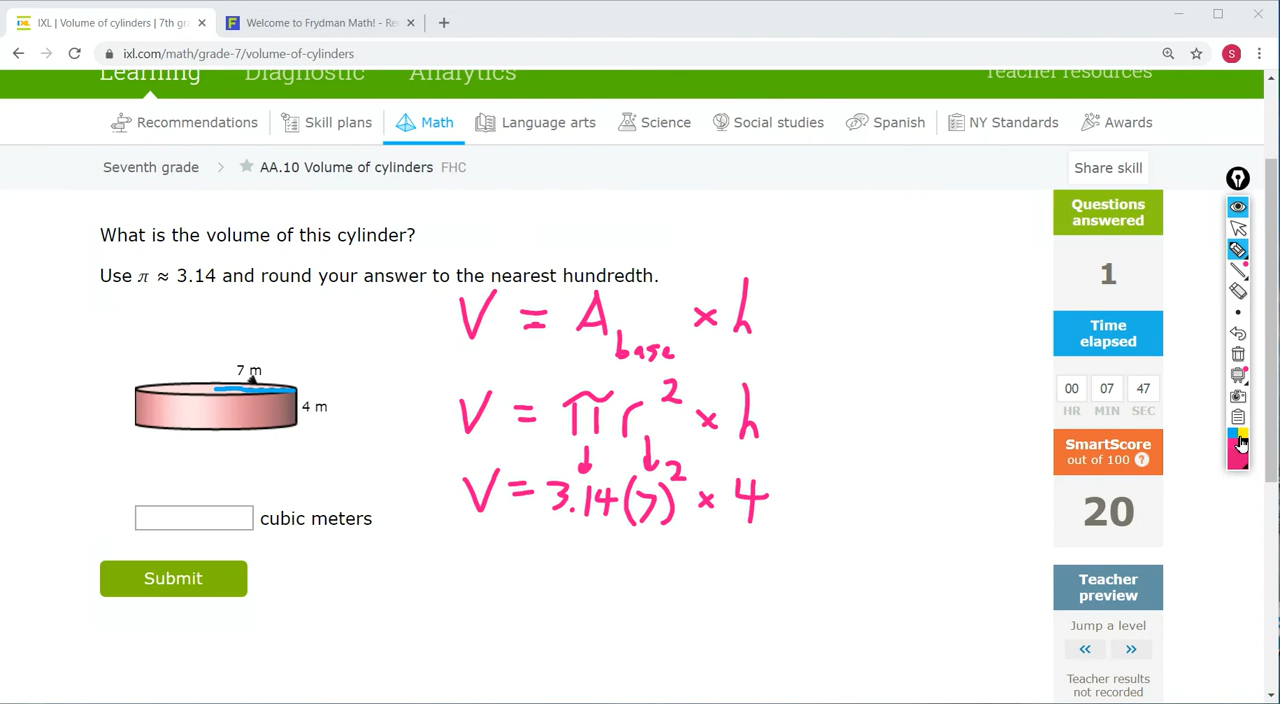 IXL | Volume of cylinders | 7th gr
Welcome to Frydman Math! - Re
ixl.com/math/grade-7/volume-of-cylinders
S
Learning Diagnostic Analytics Teacher resources
Recommendations Skill plans Math Language arts Science Social studies Spanish NY Standards Awards
Seventh grade > AA.10 Volume of cylinders FHC
Share skill
What is the volume of this cylinder?
Use π ≈ 3.14 and round your answer to the nearest hundredth.
V = A base × h
7 m
4 m
V = πr² × h
V = 3.14(7)² × 4
cubic meters
Submit
Questions answered
1
Time elapsed
00 07 47
HR MIN SEC
SmartScore
out of 100 ?
20
Teacher preview
Jump a level
<< >>
Teacher results
not recorded